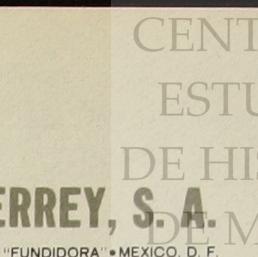 CENT
ESTU
DE HIS
ERREY, S. A.
DE M
"FUNDIDORA" • MEXICO, D. F.